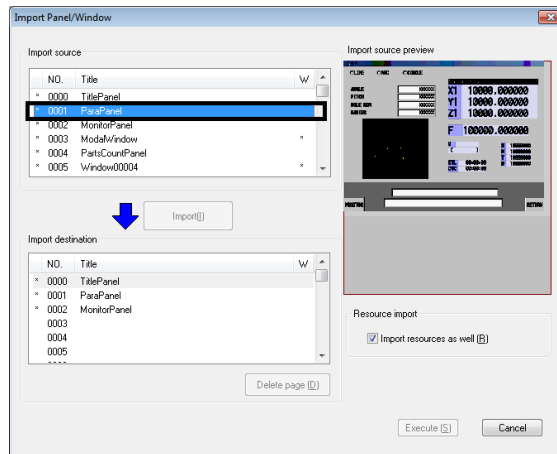 Import Panel/Window
Import source
NO. Title W
* 0000 TitlePanel
* 0001 ParaPanel
* 0002 MonitorPanel
* 0003 ModalWindow *
* 0004 PartsCountPanel
* 0005 Window00004 *
Import(I)
Import destination
NO. Title W
* 0000 TitlePanel
* 0001 ParaPanel
* 0002 MonitorPanel
0003
0004
0005
Delete page (D)
Import source preview
ANGLE
PITCH
X1 10000.000000
Y1 10000.000000
Z1 10000.000000
F 100000.000000
RETURN
Resource import
Import resources as well (R)
Execute (S)
Cancel